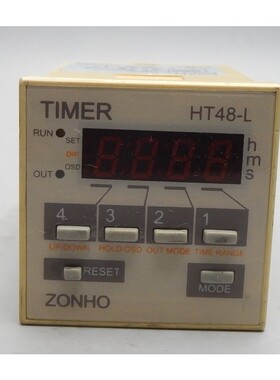 TIMER HT48-L
RUN SET h
DIP m
OUT OSD s
4 3 2 1
UP/DOWN HOLD/OSD OUT MODE TIME RANGE
RESET
MODE
ZONHO